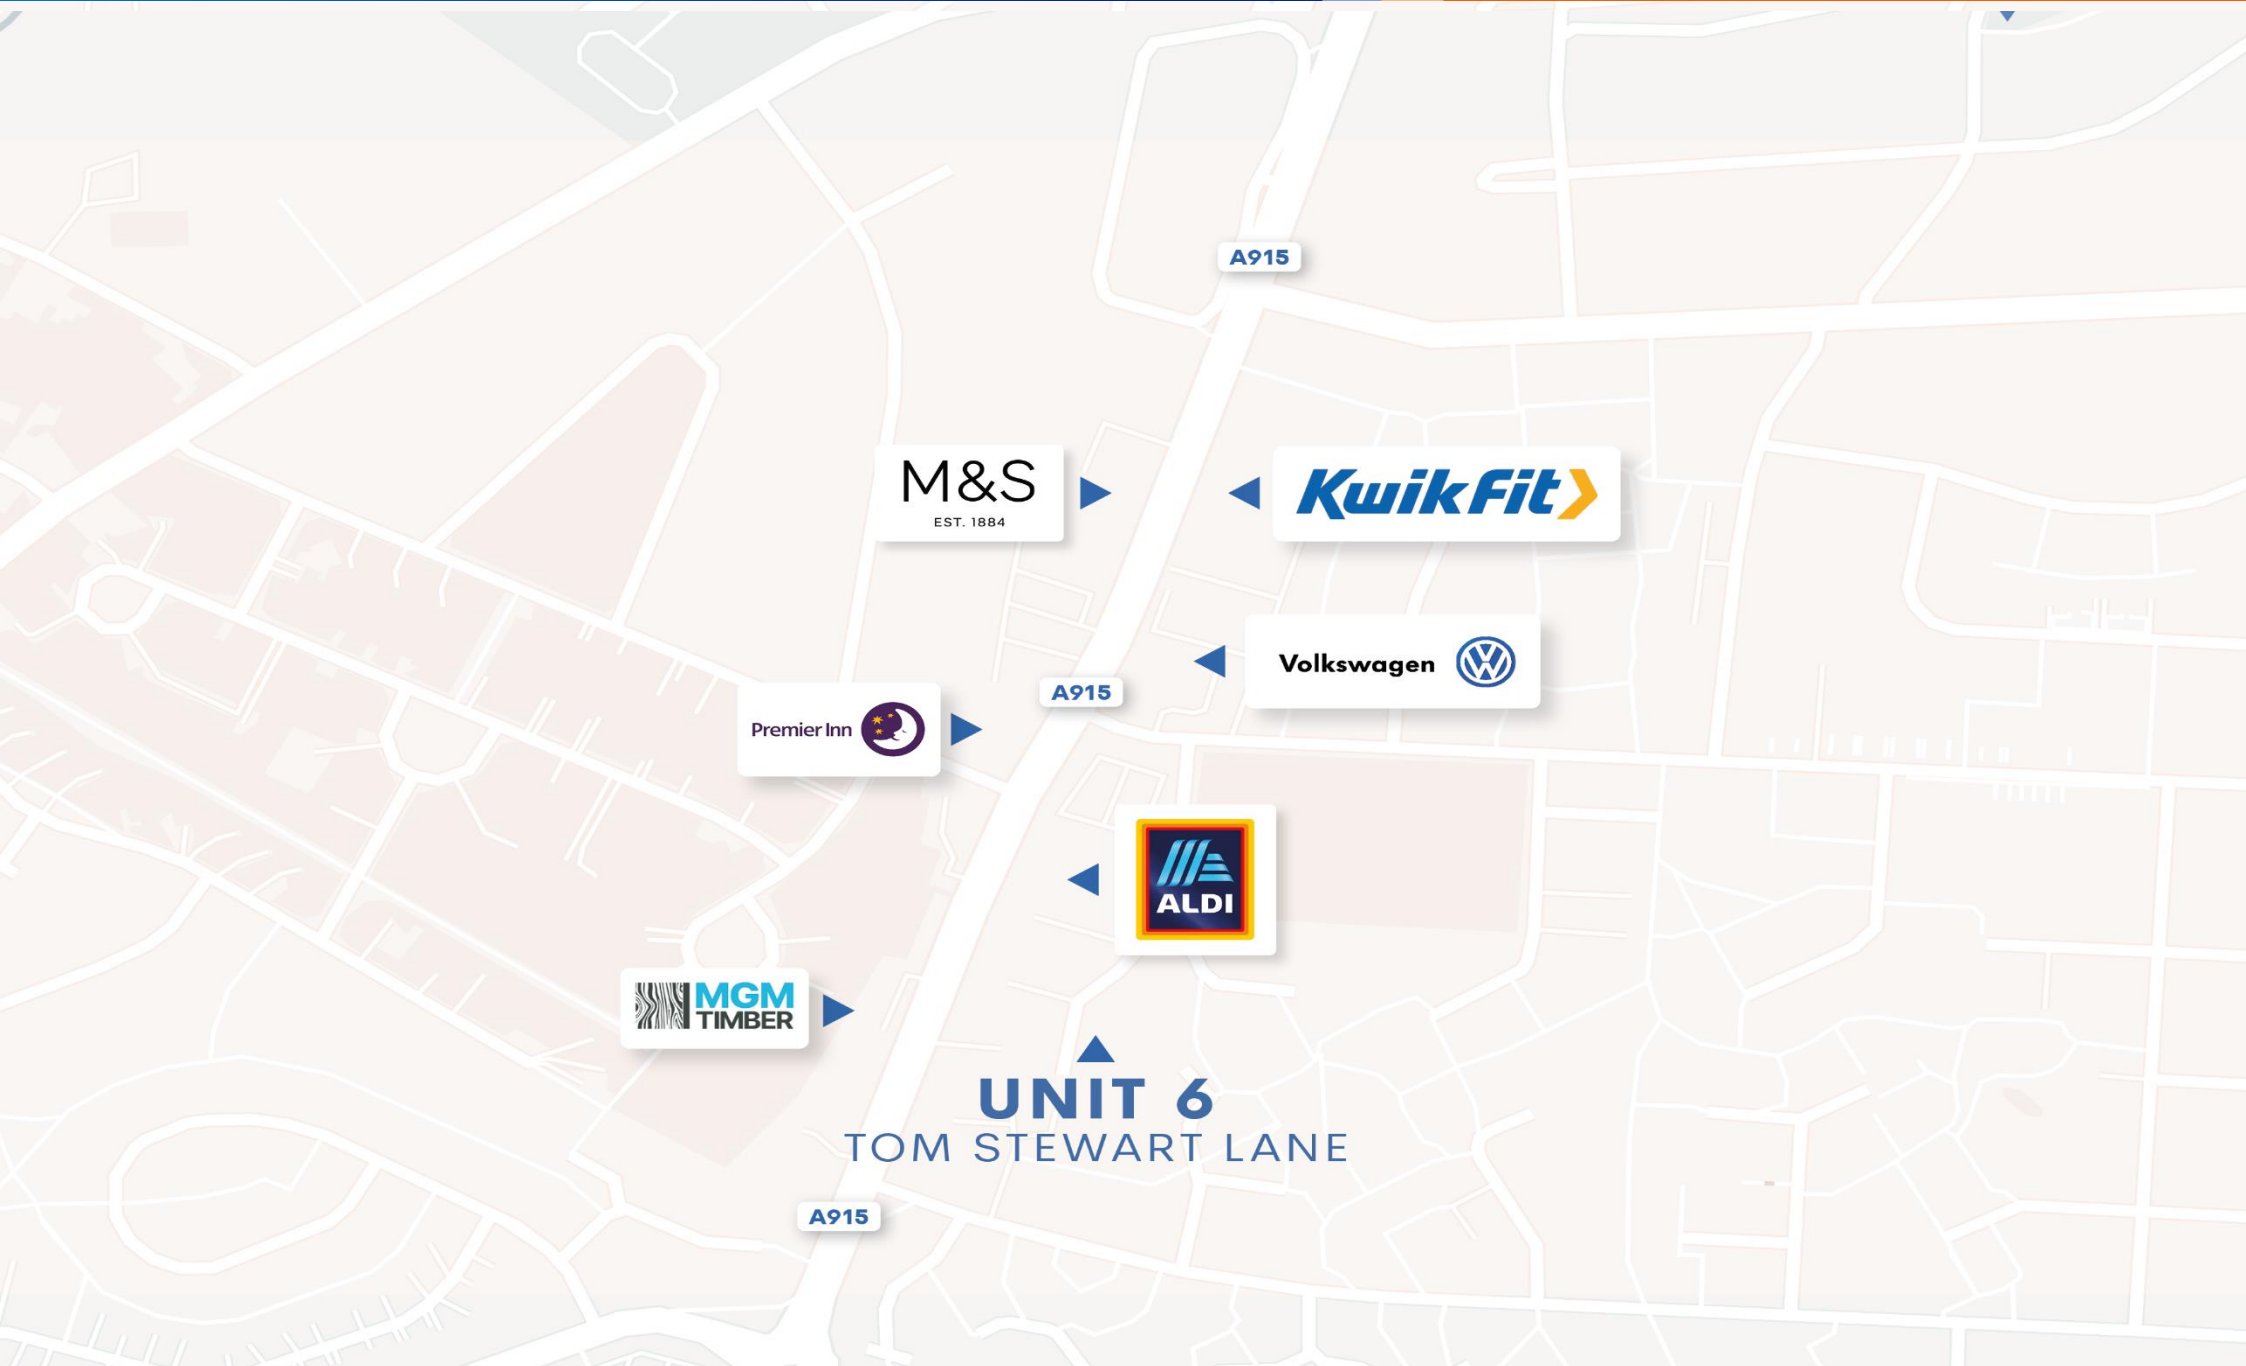 A915
M&S
EST. 1884
KwikFit
Volkswagen
A915
Premier Inn
ALDI
MGM
TIMBER
UNIT 6
TOM STEWART LANE
A915